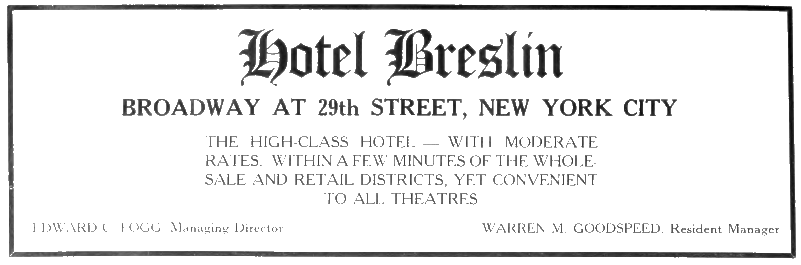 Hotel Breslin
BROADWAY AT 29th STREET, NEW YORK CITY
THE HIGH-CLASS HOTEL — WITH MODERATE
RATES. WITHIN A FEW MINUTES OF THE WHOLE-
SALE AND RETAIL DISTRICTS, YET CONVENIENT
TO ALL THEATRES
EDWARD C. FOGG, Managing Director
WARREN M. GOODSPEED, Resident Manager